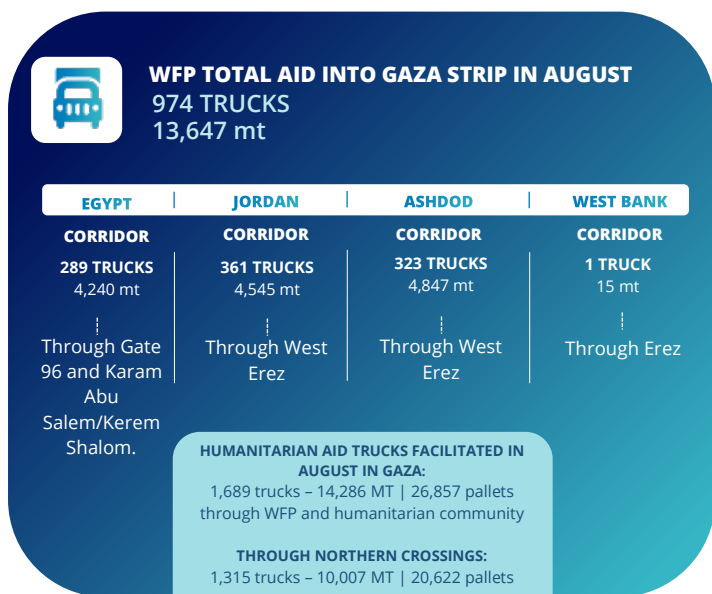 WFP TOTAL AID INTO GAZA STRIP IN AUGUST
974 TRUCKS
13,647 mt
EGYPT
CORRIDOR
289 TRUCKS
4,240 mt
Through Gate
96 and Karam
Abu
Salem/Kerem
Shalom.
JORDAN
CORRIDOR
361 TRUCKS
4,545 mt
Through West
Erez
ASHDOD
CORRIDOR
323 TRUCKS
4,847 mt
Through West
Erez
WEST BANK
CORRIDOR
1 TRUCK
15 mt
Through Erez
HUMANITARIAN AID TRUCKS FACILITATED IN
AUGUST IN GAZA:
1,689 trucks – 14,286 MT | 26,857 pallets
through WFP and humanitarian community
THROUGH NORTHERN CROSSINGS:
1,315 trucks – 10,007 MT | 20,622 pallets